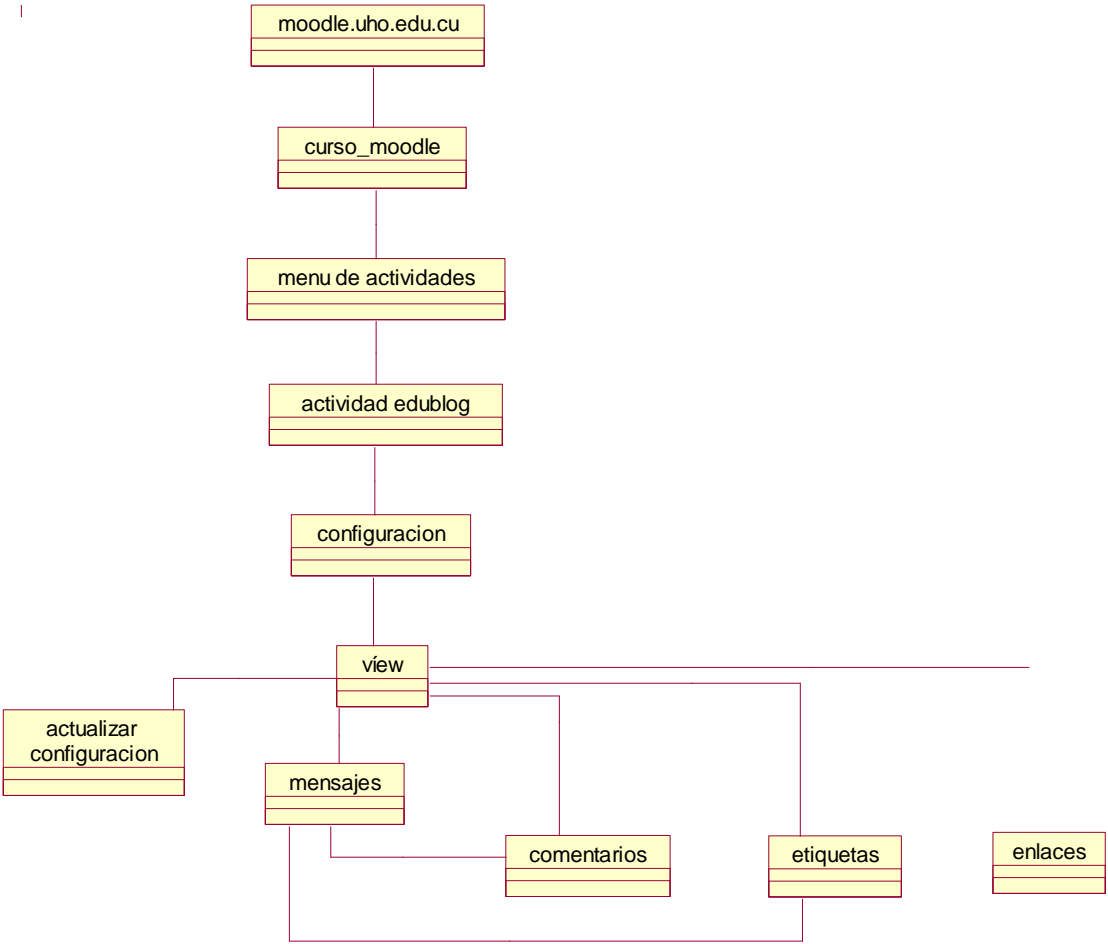 moodle.uho.edu.cu
curso_moodle
menu de actividades
actividad edublog
configuracion
víew
actualizar
configuracion
mensajes
comentarios
etiquetas
enlaces